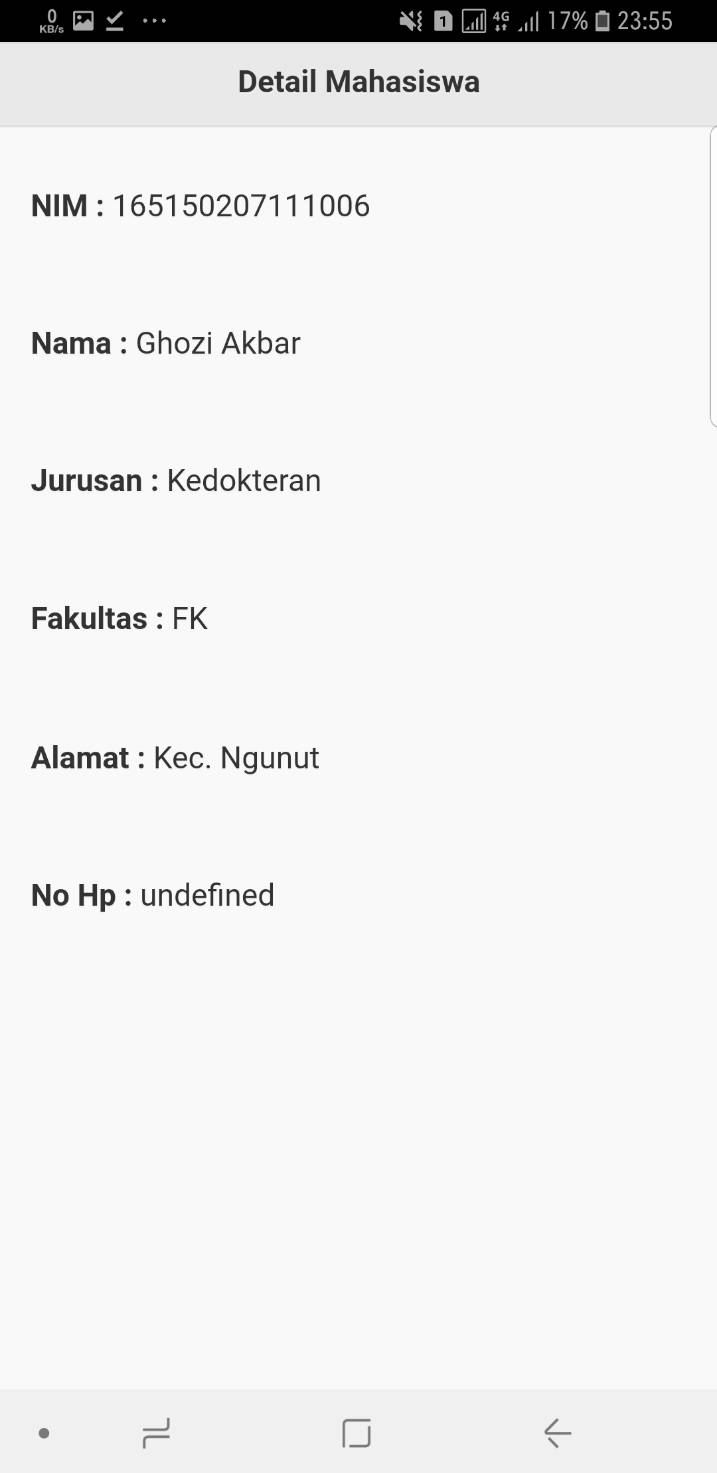 0
KB/s
1 4G 17% 23:55
Detail Mahasiswa
NIM : 165150207111006
Nama : Ghozi Akbar
Jurusan : Kedokteran
Fakultas : FK
Alamat : Kec. Ngunut
No Hp : undefined